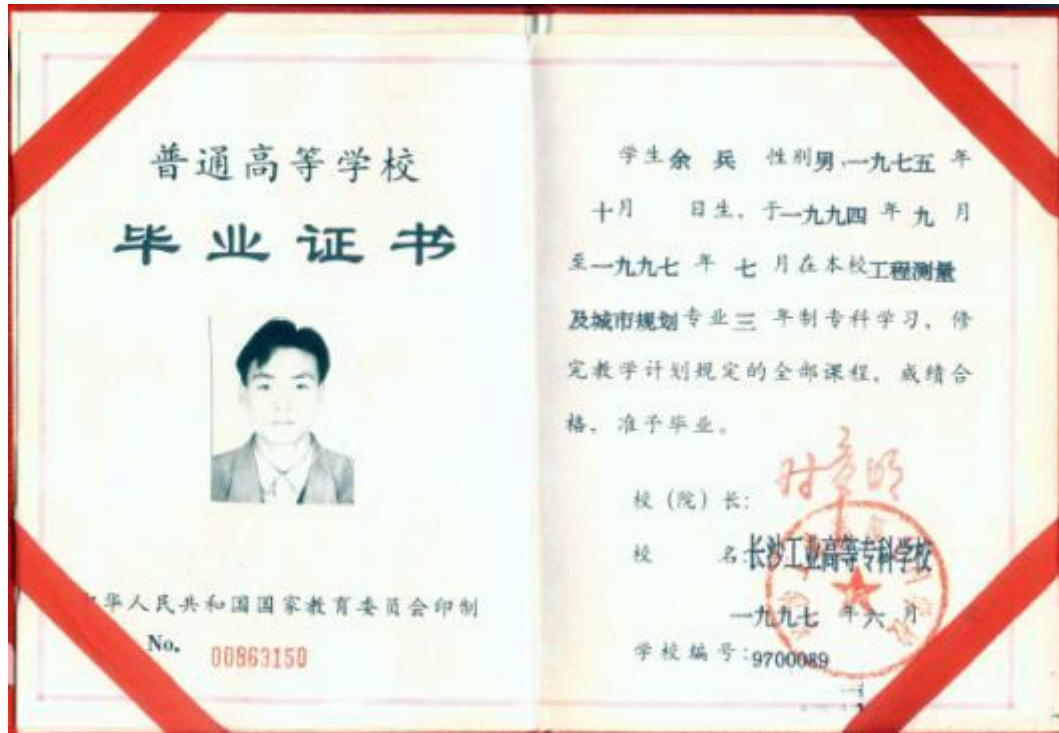 普通高等学校
毕业证书
中华人民共和国国家教育委员会印制
No. 00863150
学生余 兵 性别男,一九七五 年
十月 日生, 于一九九四 年 九 月
至一九九七 年 七 月在本校工程测量
及城市规划专业三 年制专科学习, 修
完教学计划规定的全部课程, 成绩合
格, 准予毕业。
校(院)长:
校 名:长沙工业高等专科学校
一九九七 年六 月
学校编号:9700089